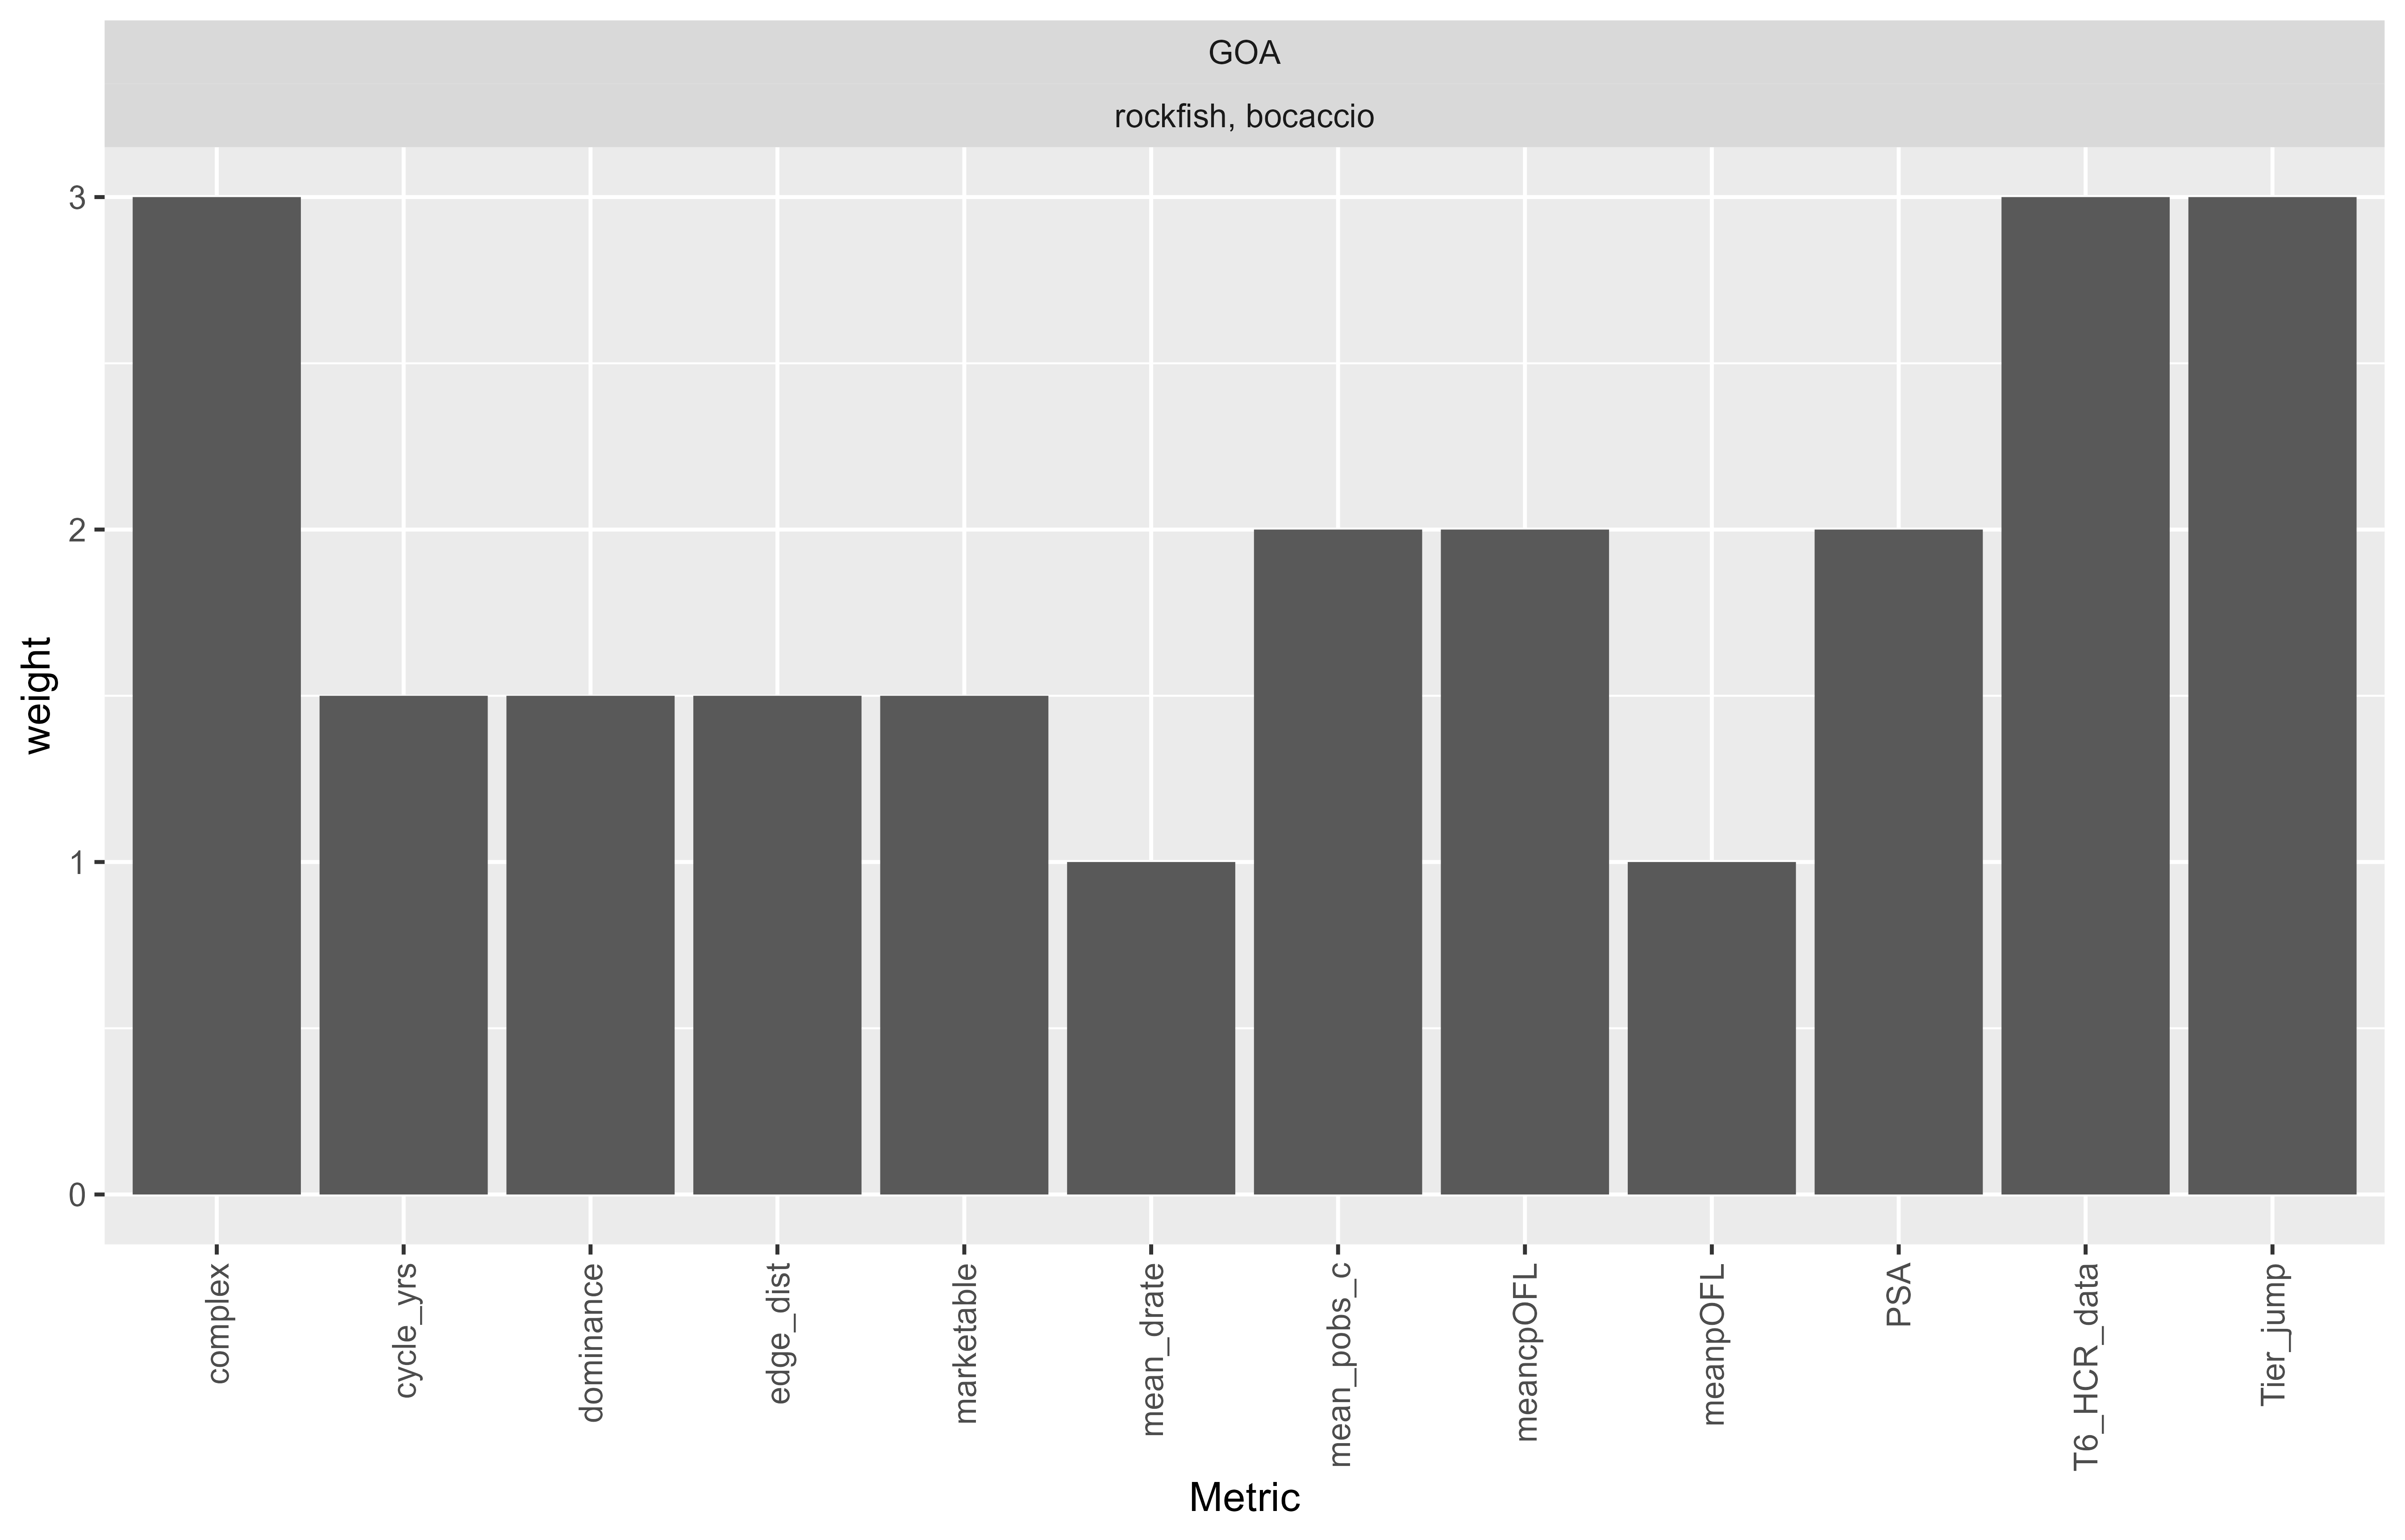 GOA
rockfish, bocaccio
weight
3
2
1
0
complex
cycle_yrs
dominance
edge_dist
marketable
mean_drate
mean_pobs_c
meancpOFL
meanpOFL
PSA
T6_HCR_data
Tier_jump
Metric